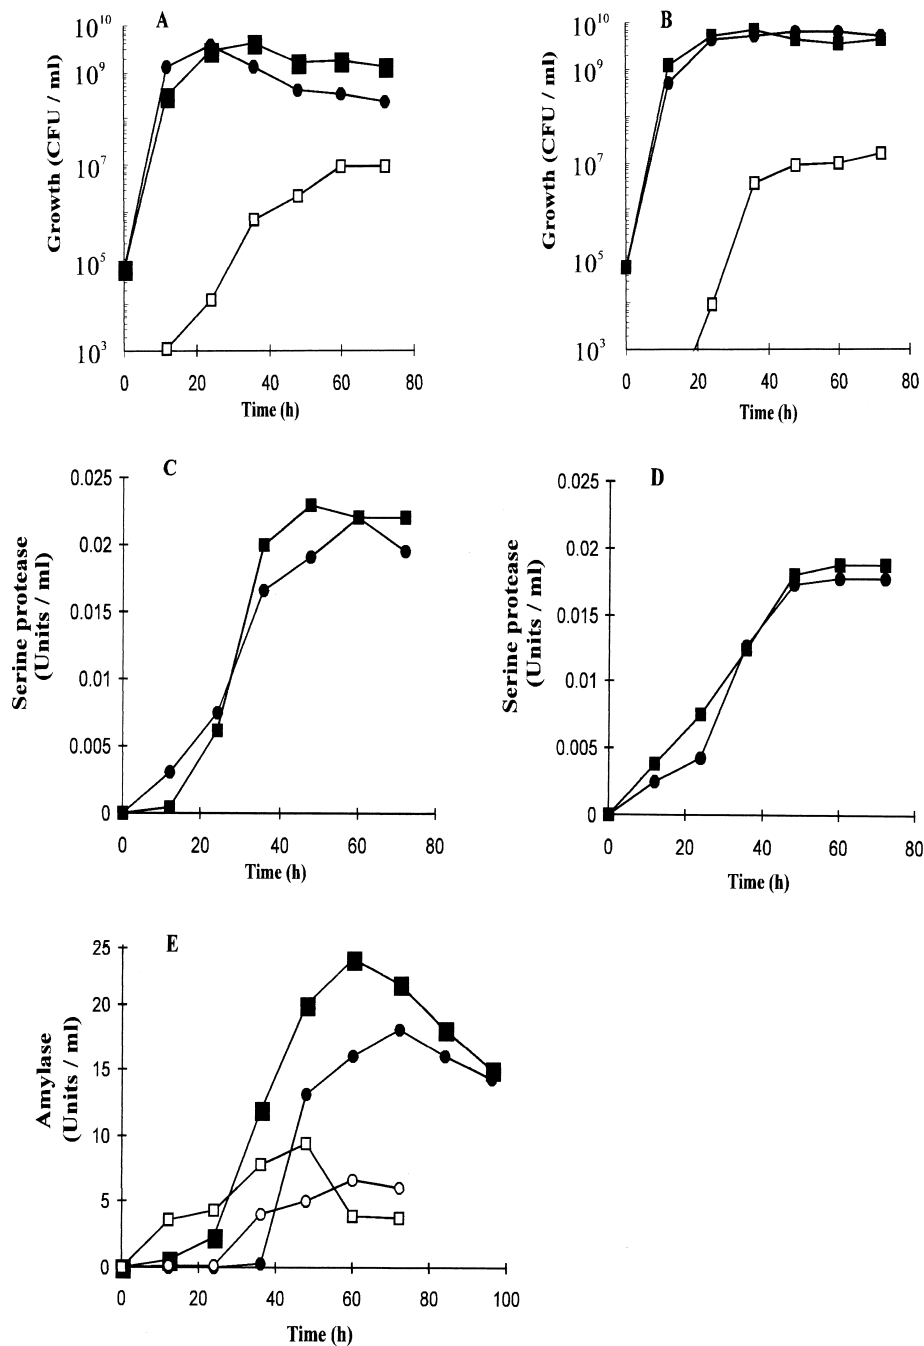 A
Growth (CFU / ml)
10^10
10^9
10^7
10^5
10^3
0 20 40 60 80
Time (h)
B
Growth (CFU / ml)
10^10
10^9
10^7
10^5
10^3
0 20 40 60 80
Time (h)
C
Serine protease
(Units / ml)
0.025
0.02
0.015
0.01
0.005
0
0 20 40 60 80
Time (h)
D
Serine protease
(Units / ml)
0.025
0.02
0.015
0.01
0.005
0
0 20 40 60 80
Time (h)
E
Amylase
(Units / ml)
25
20
15
10
5
0
0 20 40 60 80 100
Time (h)